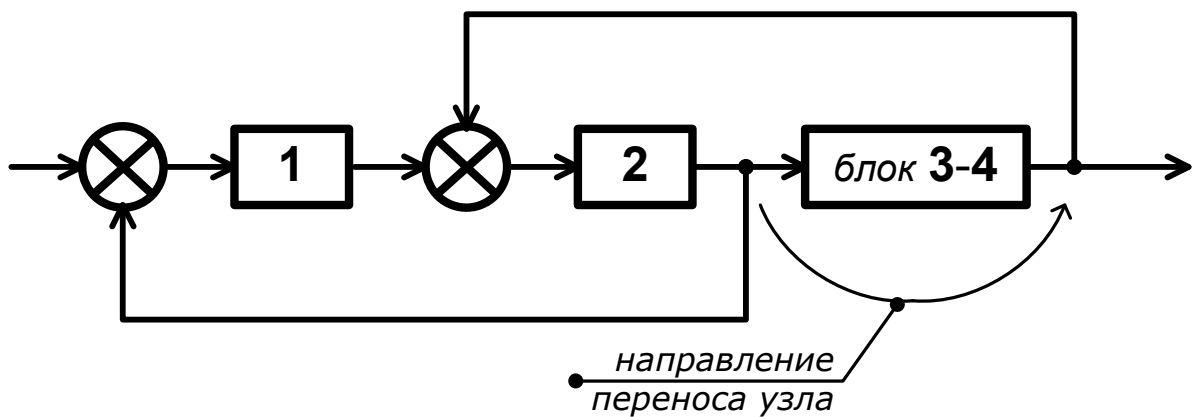 1
2
блок 3-4
направление
переноса узла